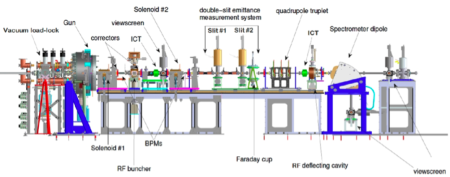 Solenoid #2
double-slit emittance
measurement system
quadrupole truplet
Gun
viewscreen
Vacuum load-lock
correctors
ICT
Slit #1
Slit #2
ICT
Spectrometer dipole
Solenoid #1
BPMs
RF buncher
Faraday cup
RF deflecting cavity
viewscreen